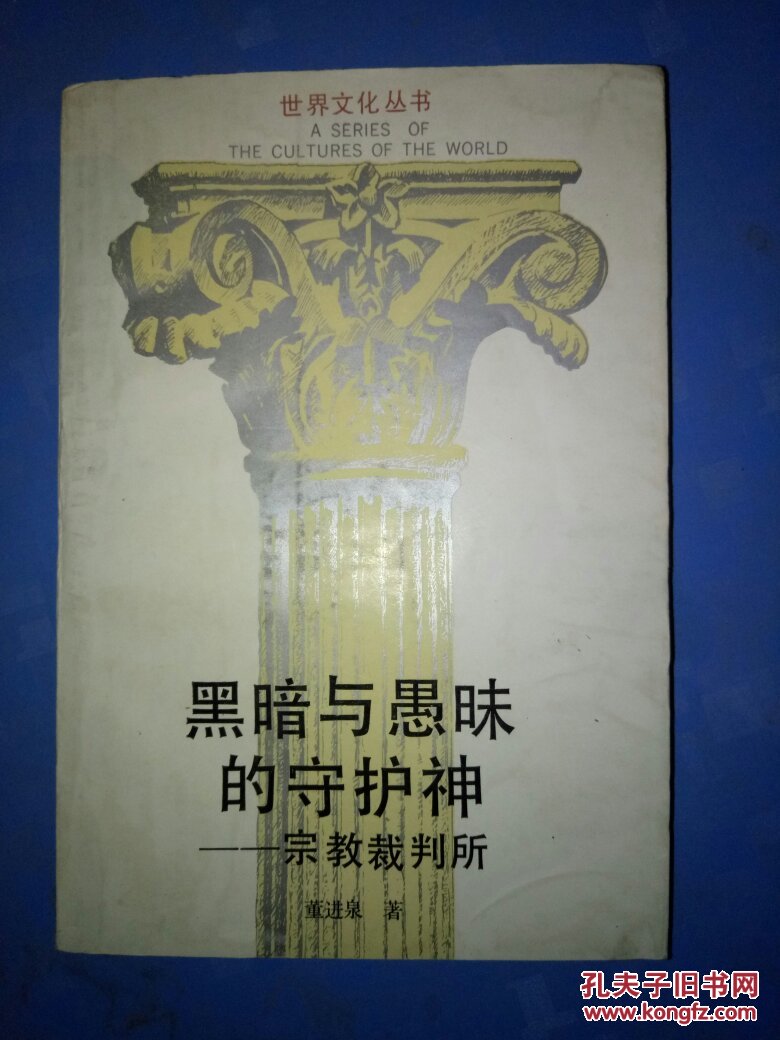 世界文化丛书
A SERIES OF
THE CULTURES OF THE WORLD
黑暗与愚昧
的守护神
——宗教裁判所
董进泉 著
孔夫子旧书网
www.kongfz.com